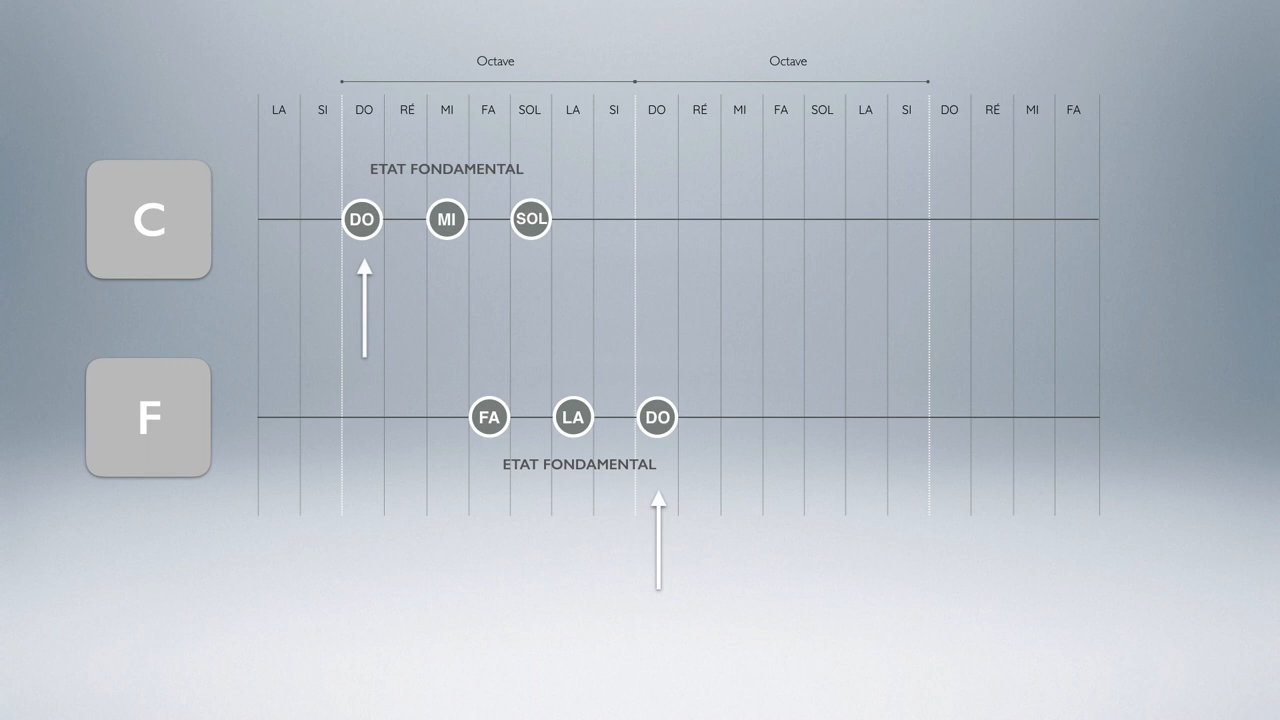 Octave Octave
LA SI DO RÉ MI FA SOL LA SI DO RÉ MI FA SOL LA SI DO RÉ MI FA
ETAT FONDAMENTAL
C DO MI SOL
F FA LA DO
ETAT FONDAMENTAL